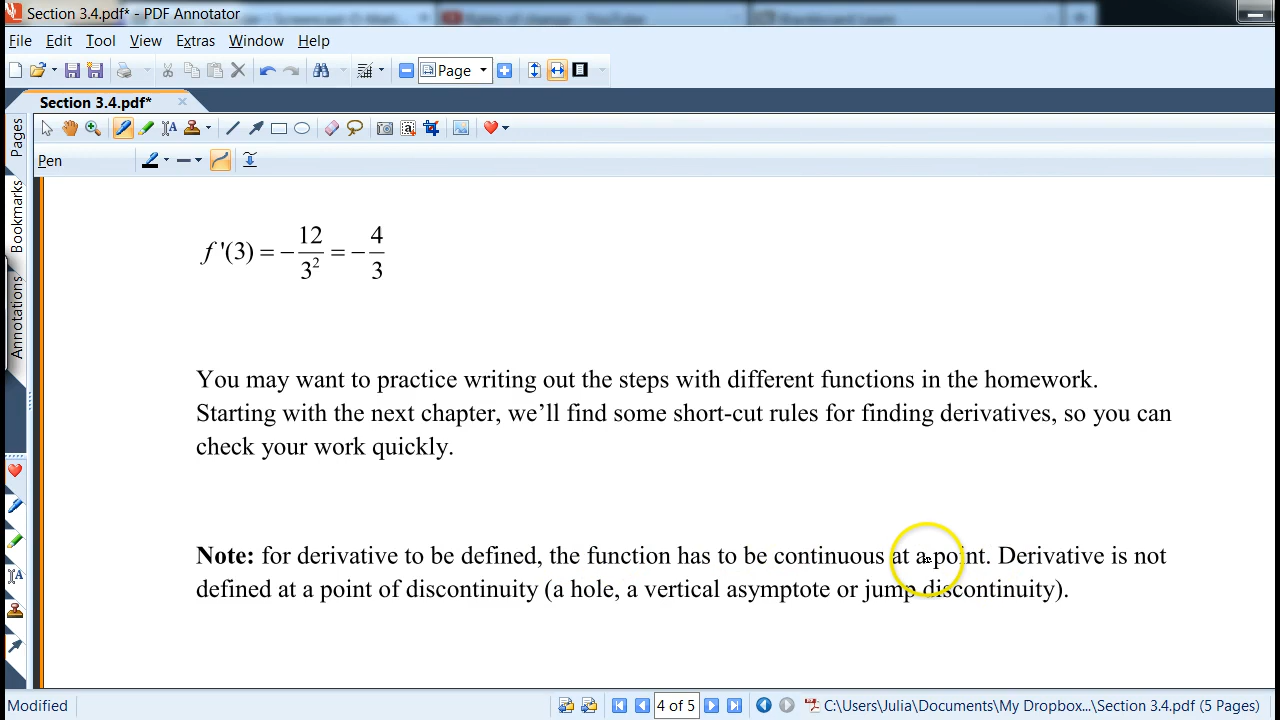 Section 3.4.pdf* - PDF Annotator
File Edit Tool View Extras Window Help
Page
Section 3.4.pdf*
Pen
Pages
Bookmarks
Annotations
f '(3) = -12/3² = -4/3
You may want to practice writing out the steps with different functions in the homework.
Starting with the next chapter, we'll find some short-cut rules for finding derivatives, so you can
check your work quickly.
Note: for derivative to be defined, the function has to be continuous at a point. Derivative is not
defined at a point of discontinuity (a hole, a vertical asymptote or jump discontinuity).
Modified 4 of 5 C:\Users\Julia\Documents\My Dropbox...\Section 3.4.pdf (5 Pages)